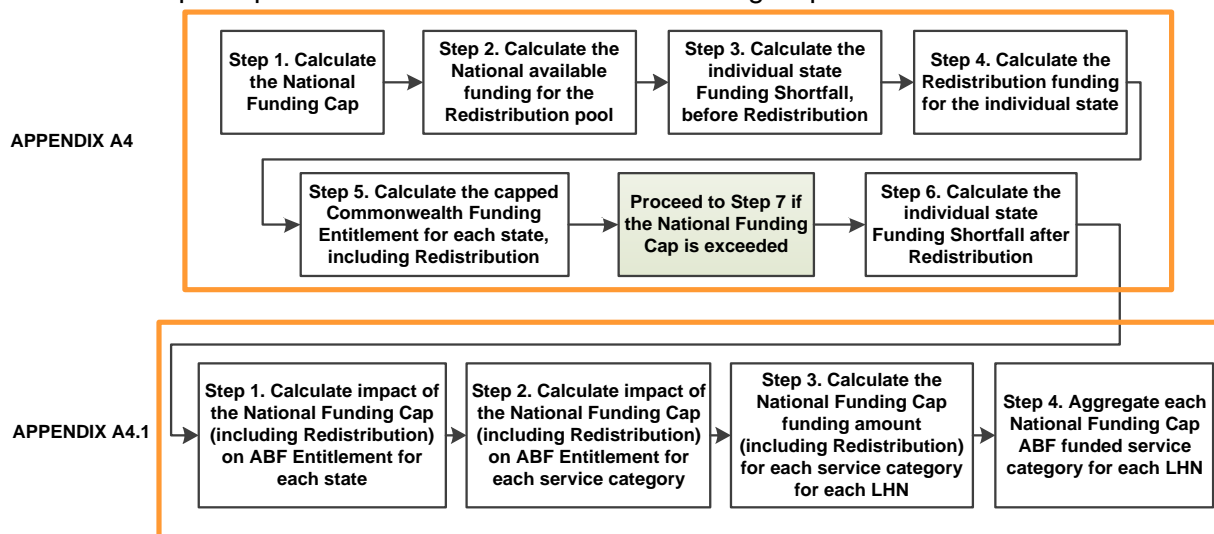 APPENDIX A4
Step 1. Calculate
the National
Funding Cap
Step 2. Calculate the
National available
funding for the
Redistribution pool
Step 3. Calculate the
individual state
Funding Shortfall,
before Redistribution
Step 4. Calculate the
Redistribution funding
for the individual state
Step 5. Calculate the capped
Commonwealth Funding
Entitlement for each state,
including Redistribution
Proceed to Step 7 if
the National Funding
Cap is exceeded
Step 6. Calculate the
individual state
Funding Shortfall after
Redistribution
APPENDIX A4.1
Step 1. Calculate impact of
the National Funding Cap
(including Redistribution)
on ABF Entitlement for
each state
Step 2. Calculate impact of
the National Funding Cap
(including Redistribution)
on ABF Entitlement for
each service category
Step 3. Calculate the
National Funding Cap
funding amount
(including Redistribution)
for each service category
for each LHN
Step 4. Aggregate each
National Funding Cap
ABF funded service
category for each LHN